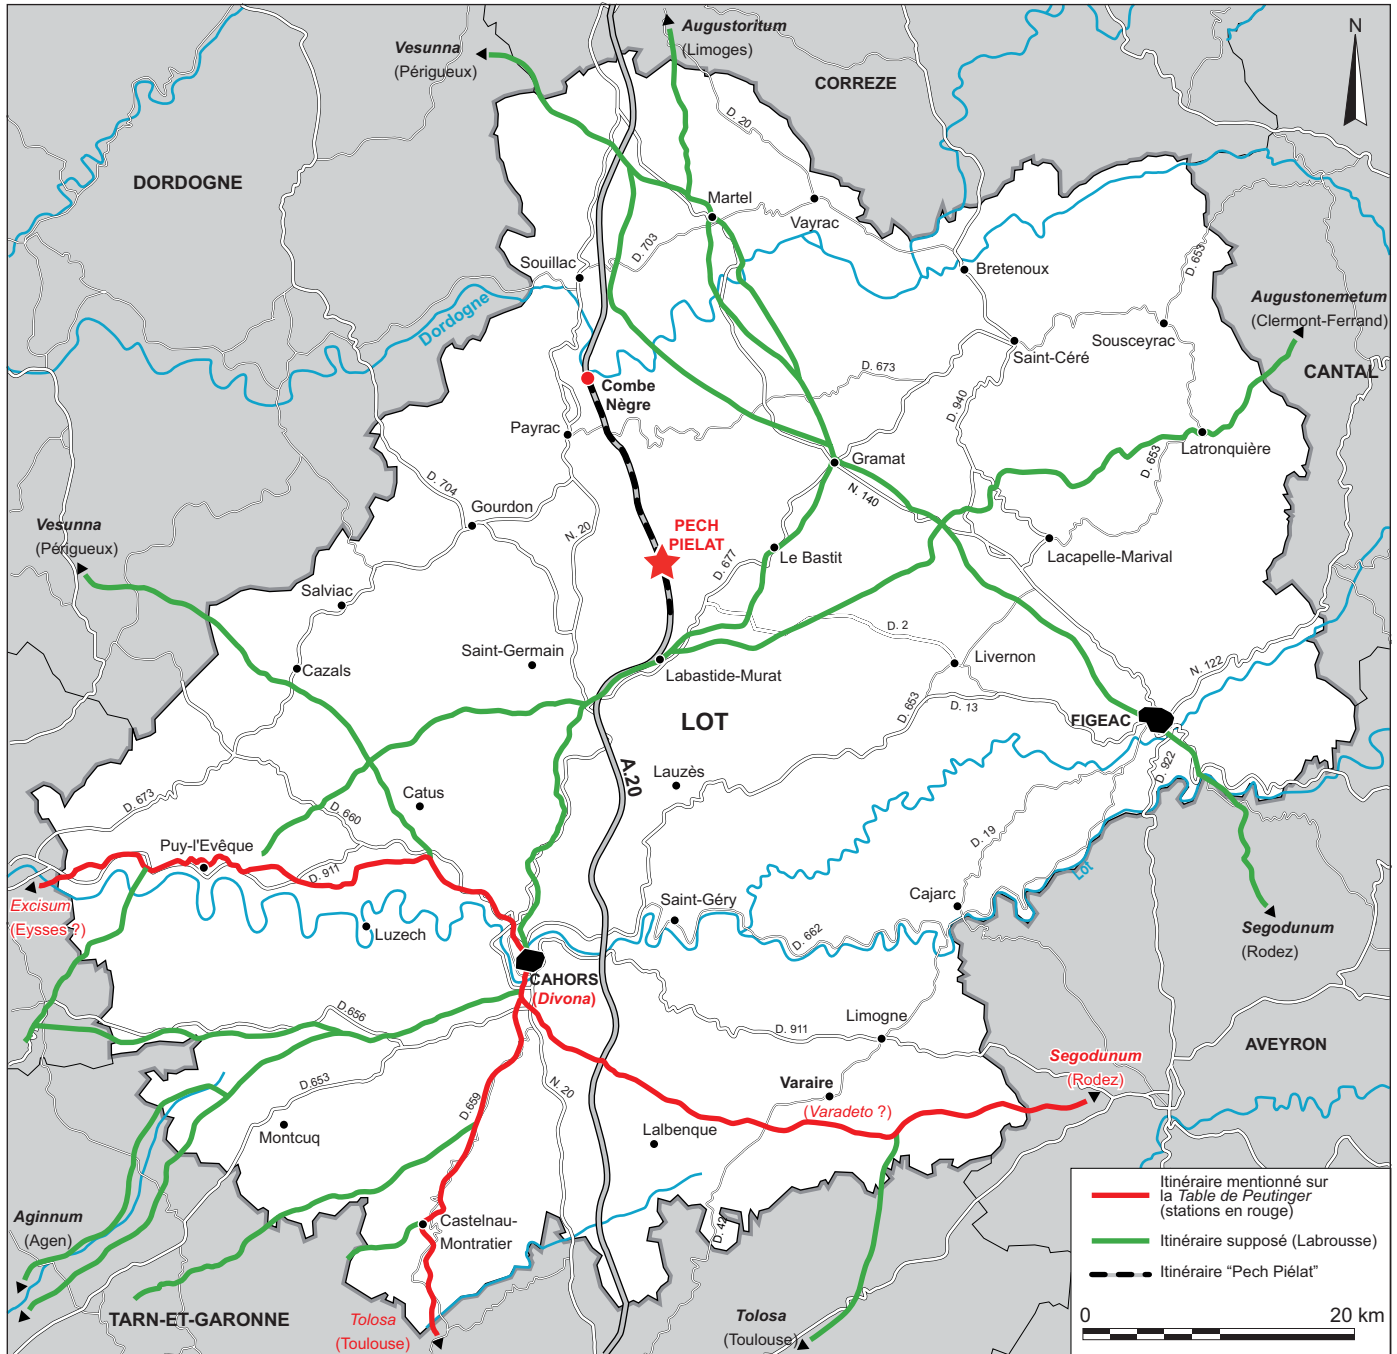 Augustoritum
(Limoges)
Vesunna
(Périgueux)
N
CORREZE
D. 20
DORDOGNE
Martel
Vayrac
D. 703
Souillac
Bretenoux
D. 653
Augustonemetum
(Clermont-Ferrand)
Dordogne
Sousceyrac
Saint-Céré
CANTAL
Combe
Nègre
D. 673
D. 940
Payrac
Latronquière
Gramat
D. 653
D. 704
N. 140
Gourdon
N. 20
Vesunna
(Périgueux)
PECH
PIELAT
Lacapelle-Marival
Le Bastit
D. 677
Salviac
D. 2
Saint-Germain
Livernon
Cazals
Labastide-Murat
N. 122
D. 653
D. 13
LOT
FIGEAC
D. 922
A.20
Lauzès
Catus
D. 673
D. 660
D. 19
Puy-l'Evêque
D. 911
Lot
Excisum
(Eysses ?)
Cajarc
Saint-Géry
Luzech
D. 662
Segodunum
(Rodez)
CAHORS
(Divona)
D.656
Limogne
D. 911
AVEYRON
Segodunum
(Rodez)
D.653
N. 20
Varaire
(Varadeto ?)
D.659
Montcuq
Lalbenque
Itinéraire mentionné sur
la Table de Peutinger
(stations en rouge)
Aginnum
(Agen)
Castelnau-
Montratier
D. 42
Itinéraire supposé (Labrousse)
Itinéraire “Pech Piélat”
TARN-ET-GARONNE
Tolosa
(Toulouse)
Tolosa
(Toulouse)
0 20 km